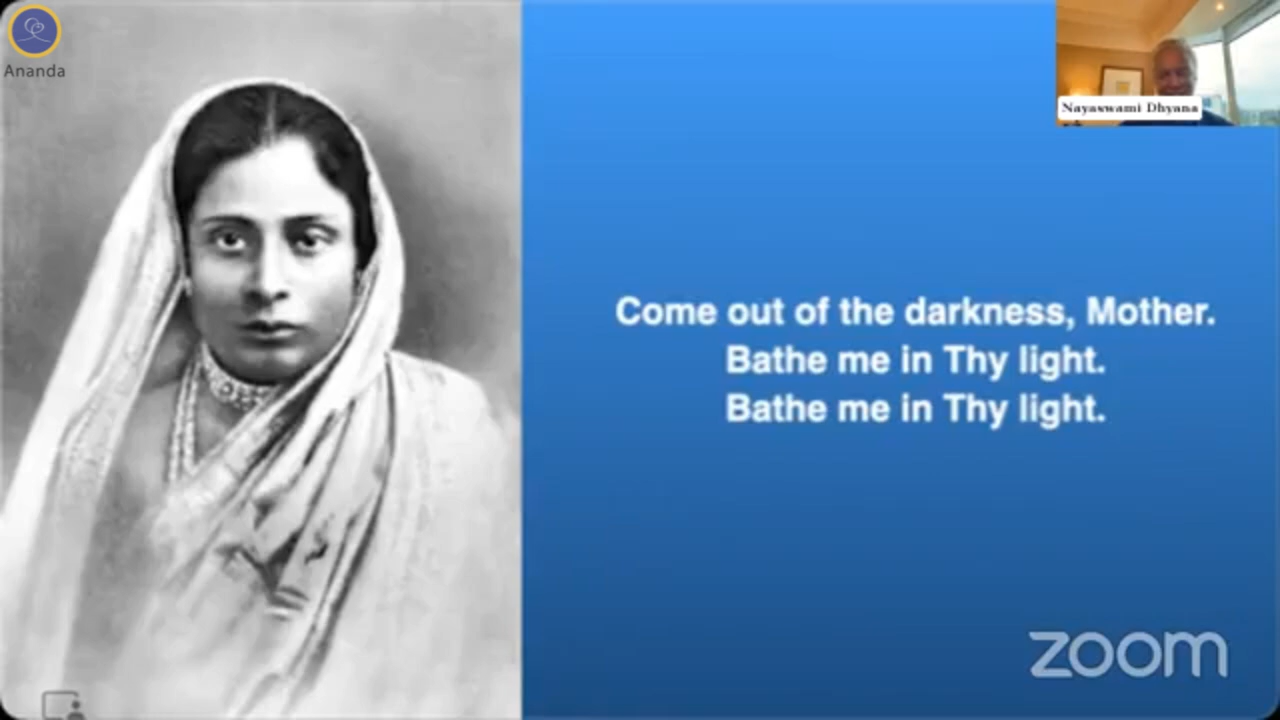 Ananda
Nayaswami Dhyana
Come out of the darkness, Mother.
Bathe me in Thy light.
Bathe me in Thy light.
zoom